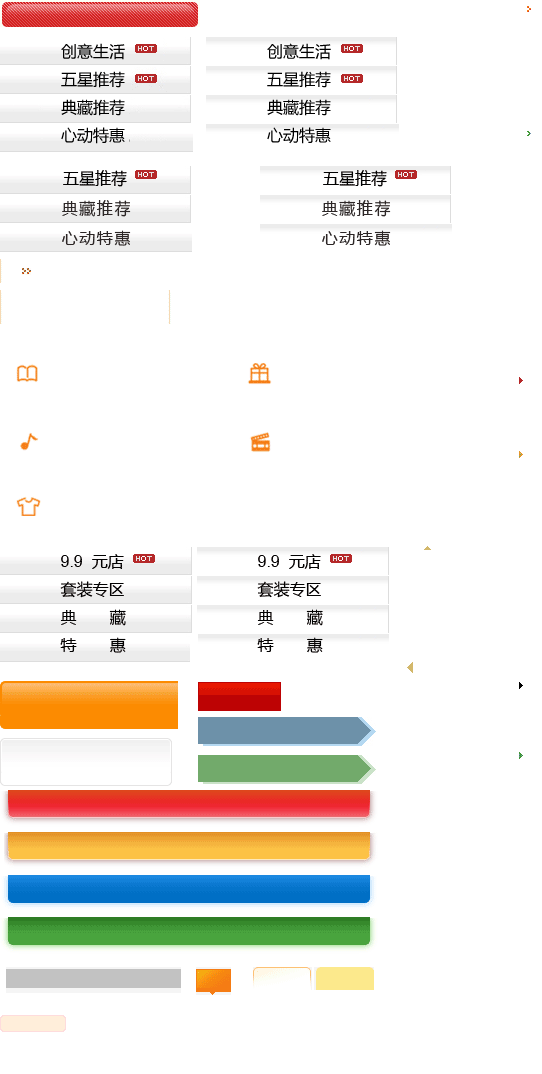 创意生活 HOT 创意生活 HOT
五星推荐 HOT 五星推荐 HOT
典藏推荐 典藏推荐
心动特惠 心动特惠
五星推荐 HOT 五星推荐 HOT
典藏推荐 典藏推荐
心动特惠 心动特惠
9.9 元店 HOT 9.9 元店 HOT
套装专区 套装专区
典 藏 典 藏
特 惠 特 惠